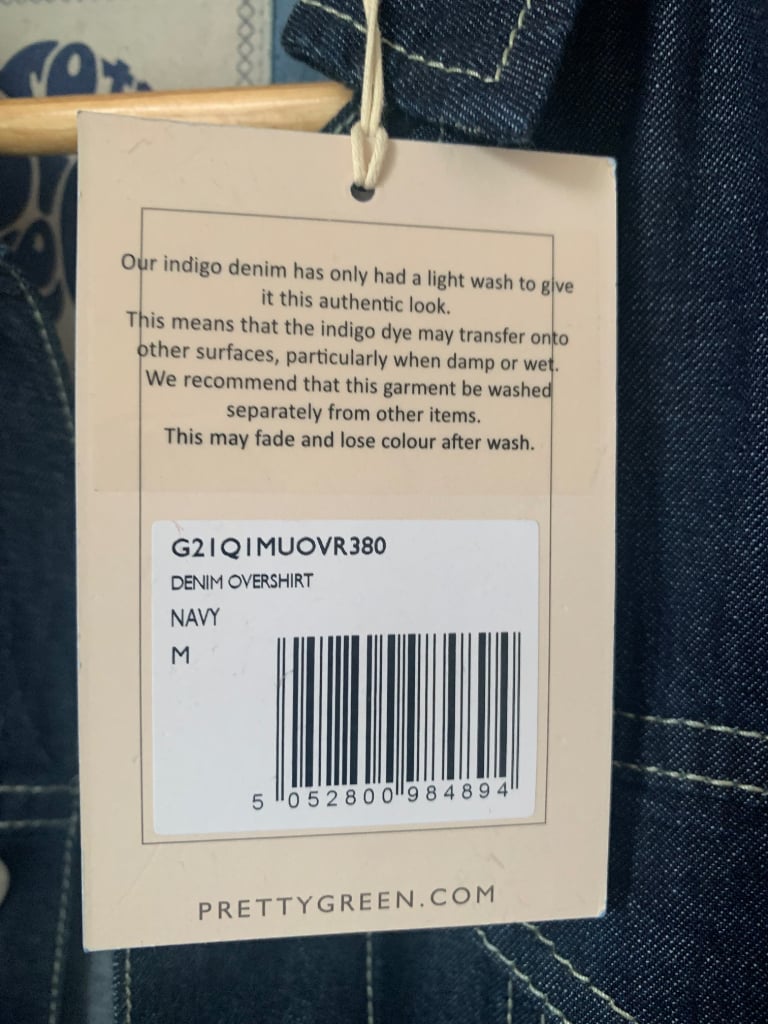 Our indigo denim has only had a light wash to give
it this authentic look.
This means that the indigo dye may transfer onto
other surfaces, particularly when damp or wet.
We recommend that this garment be washed
separately from other items.
This may fade and lose colour after wash.
G21Q1MUOVR380
DENIM OVERSHIRT
NAVY
M
5 052800 984894
PRETTYGREEN.COM